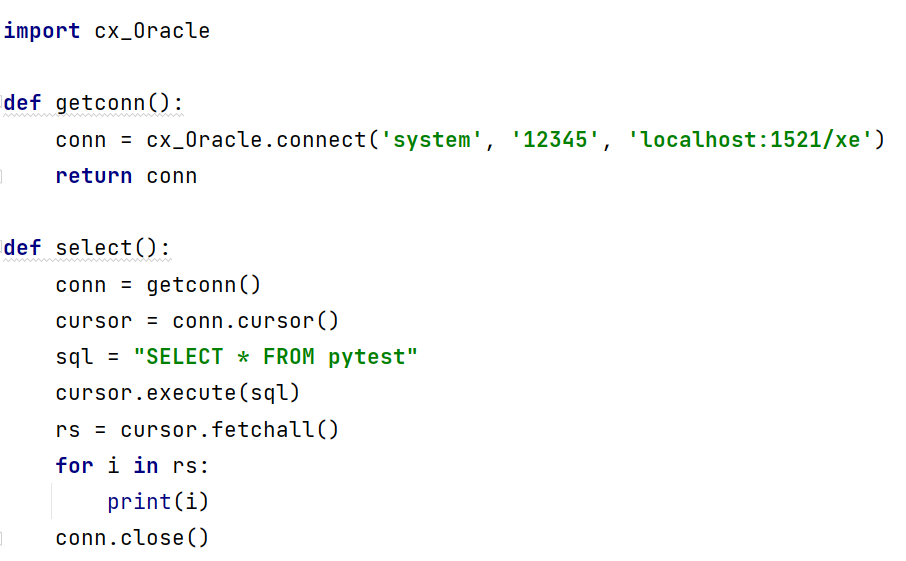 import cx_Oracle
def getconn():
    conn = cx_Oracle.connect('system', '12345', 'localhost:1521/xe')
    return conn
def select():
    conn = getconn()
    cursor = conn.cursor()
    sql = "SELECT * FROM pytest"
    cursor.execute(sql)
    rs = cursor.fetchall()
    for i in rs:
        print(i)
    conn.close()